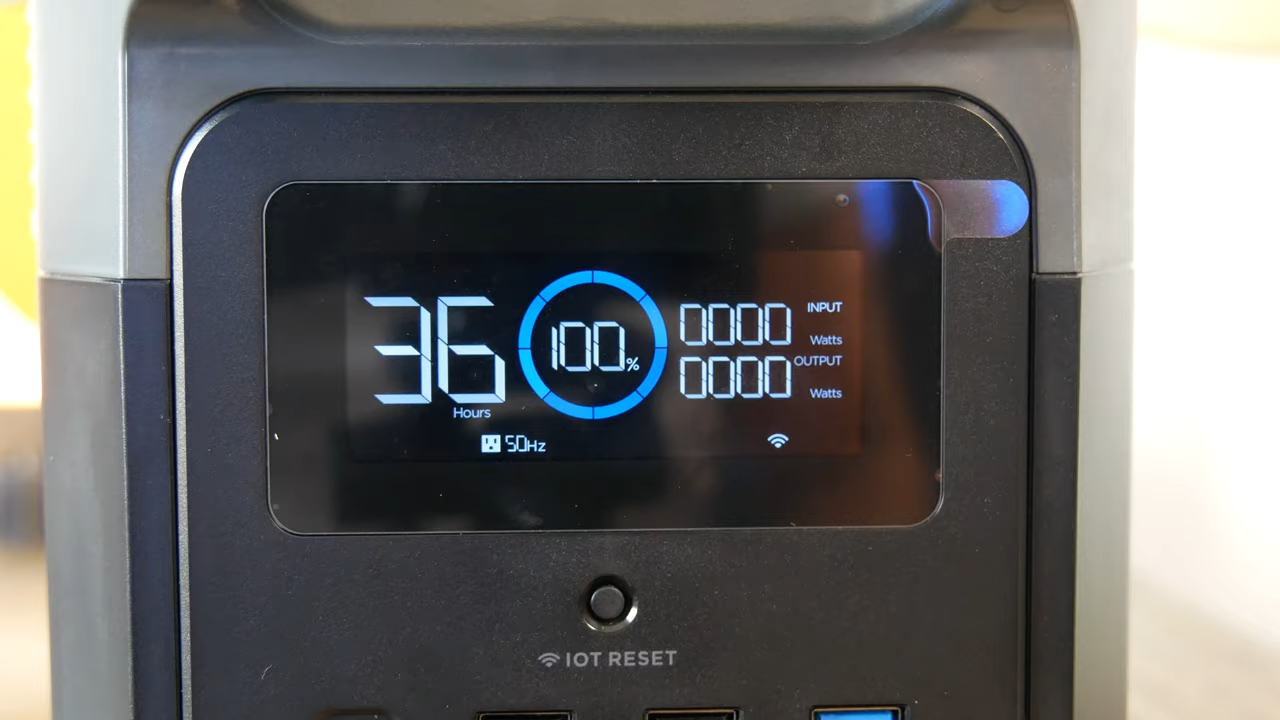 36
Hours
100%
0000 INPUT
Watts
0000 OUTPUT
Watts
50Hz
IOT RESET